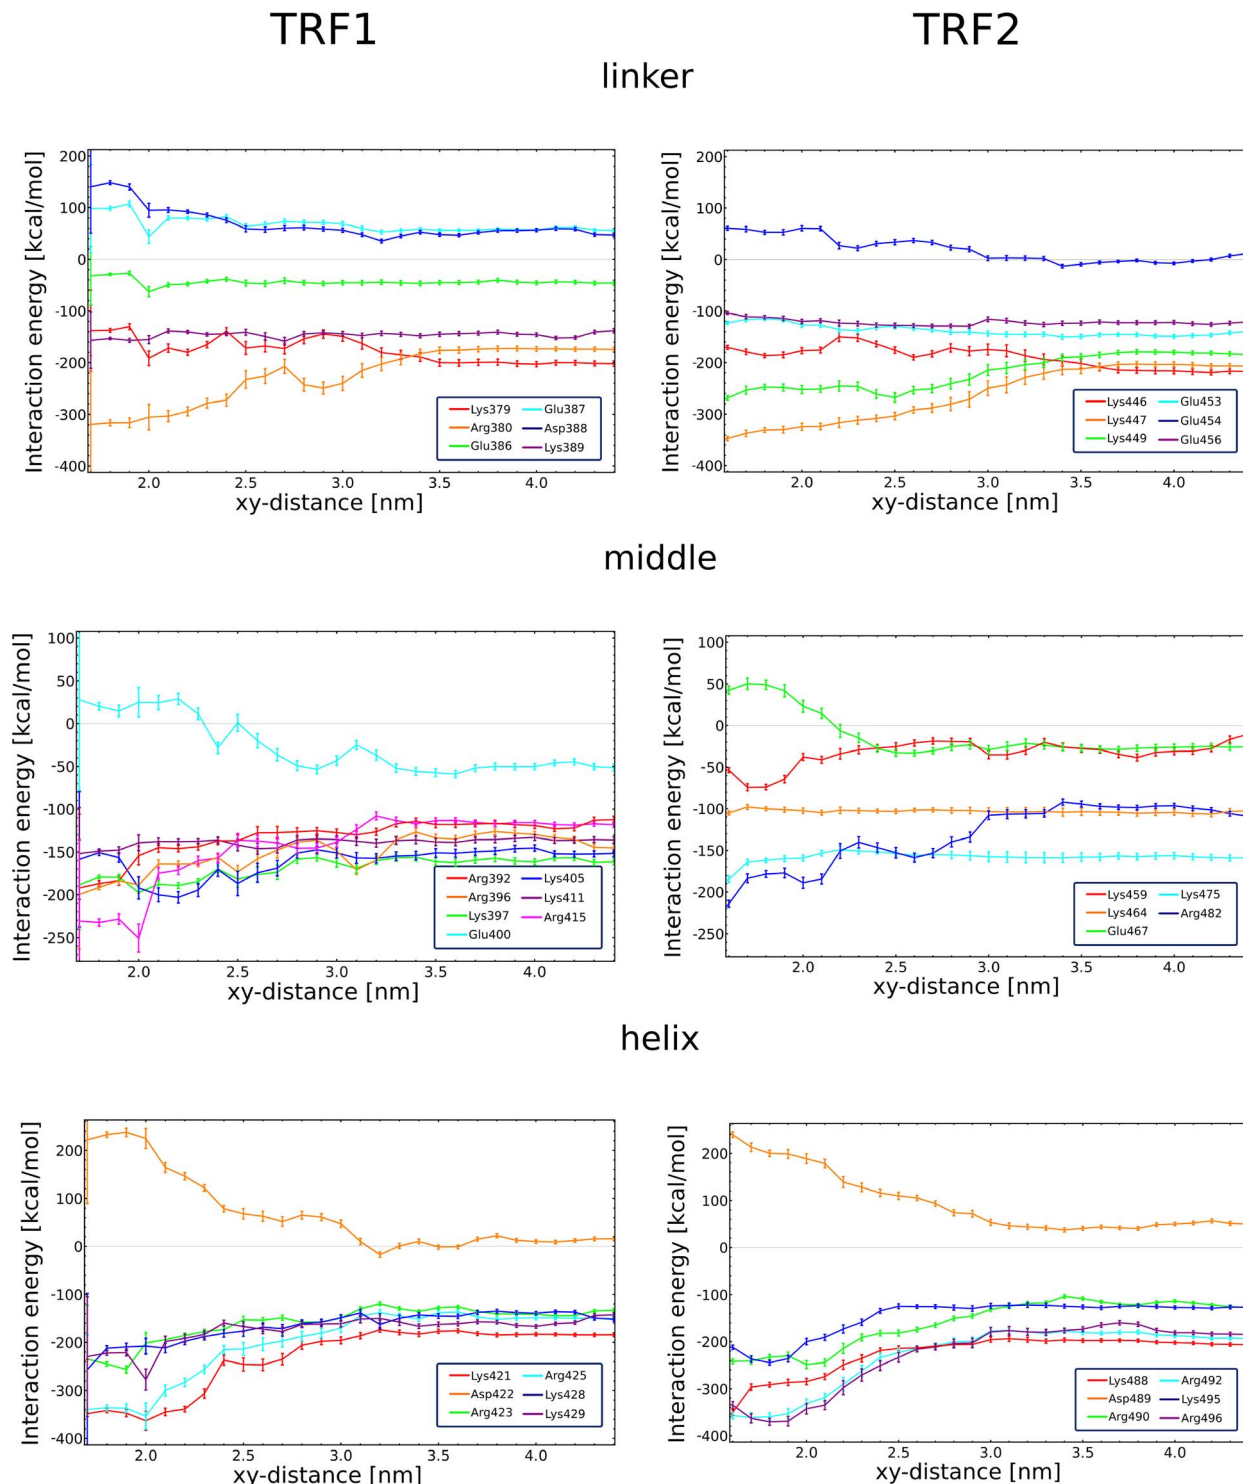 TRF1 TRF2
linker
Interaction energy [kcal/mol]
200
100
0
-100
-200
-300
-400
2.0 2.5 3.0 3.5 4.0
xy-distance [nm]
Lys379 Glu387
Arg380 Asp388
Glu386 Lys389
Interaction energy [kcal/mol]
200
100
0
-100
-200
-300
-400
2.0 2.5 3.0 3.5 4.0
xy-distance [nm]
Lys446 Glu453
Lys447 Glu454
Lys449 Glu456
middle
Interaction energy [kcal/mol]
100
50
0
-50
-100
-150
-200
-250
2.0 2.5 3.0 3.5 4.0
xy-distance [nm]
Arg392 Lys405
Arg396 Lys411
Lys397 Arg415
Glu400
Interaction energy [kcal/mol]
100
50
0
-50
-100
-150
-200
-250
2.0 2.5 3.0 3.5 4.0
xy-distance [nm]
Lys459 Lys475
Lys464 Arg482
Glu467
helix
Interaction energy [kcal/mol]
200
100
0
-100
-200
-300
-400
2.0 2.5 3.0 3.5 4.0
xy-distance [nm]
Lys421 Arg425
Asp422 Lys428
Arg423 Lys429
Interaction energy [kcal/mol]
200
100
0
-100
-200
-300
-400
2.0 2.5 3.0 3.5 4.0
xy-distance [nm]
Lys488 Arg492
Asp489 Lys495
Arg490 Arg496